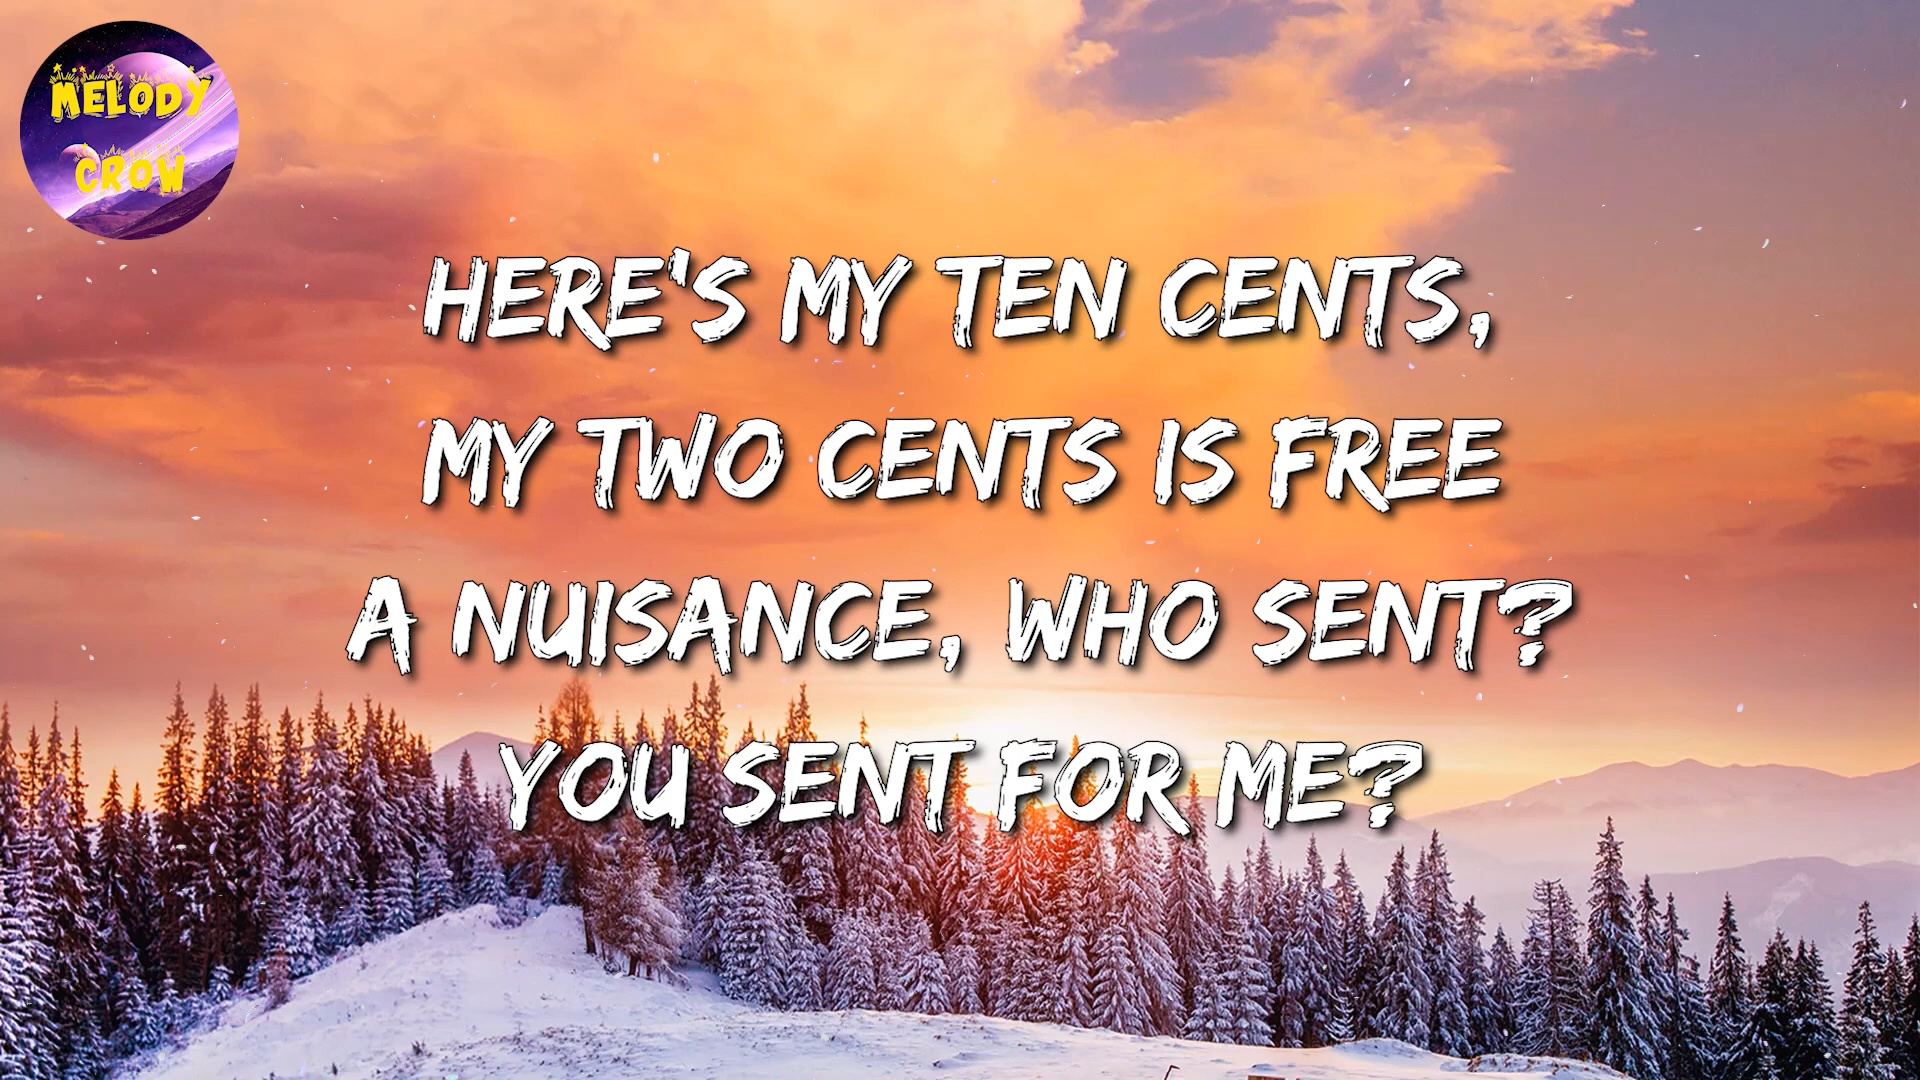 MELODY
CROW
HERE'S MY TEN CENTS,
MY TWO CENTS IS FREE
A NUISANCE, WHO SENT?
YOU SENT FOR ME?